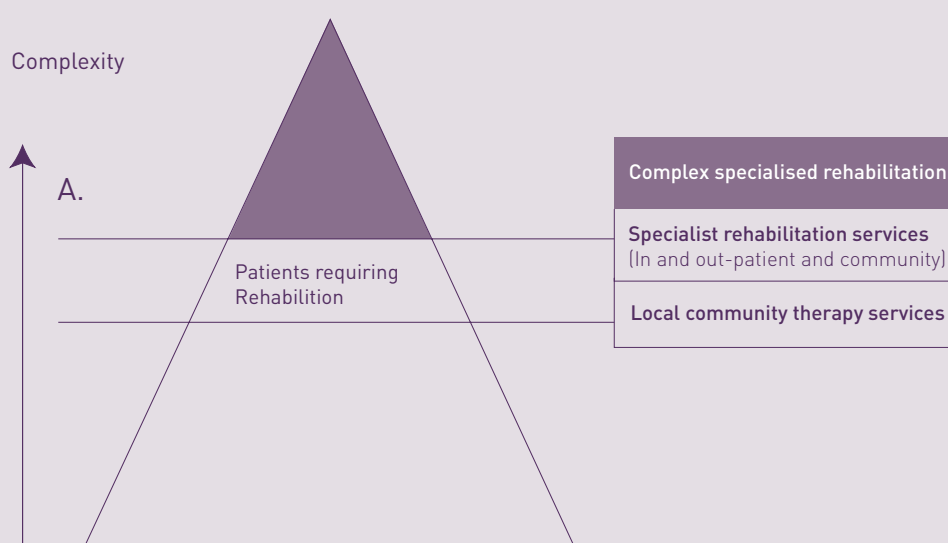 Complexity
A.
Complex specialised rehabilitation
Specialist rehabilitation services
(In and out-patient and community)
Patients requiring
Rehabilition
Local community therapy services